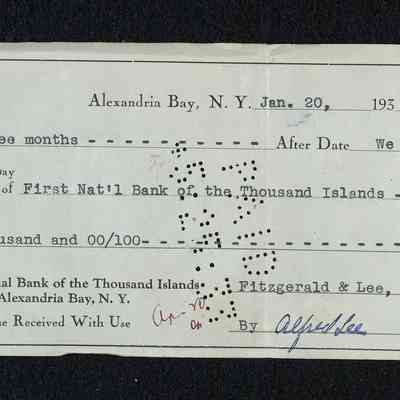 Alexandria Bay, N. Y. Jan. 20, 193
ee months - - - - - - - - - - - After Date We
ay
of First Nat'l Bank of the Thousand Islands -
usand and 00/100- - - - - - - - - - - - - - - -
al Bank of the Thousand Islands Fitzgerald & Lee,
Alexandria Bay, N. Y.
e Received With Use
By Alfred Lee
PAID